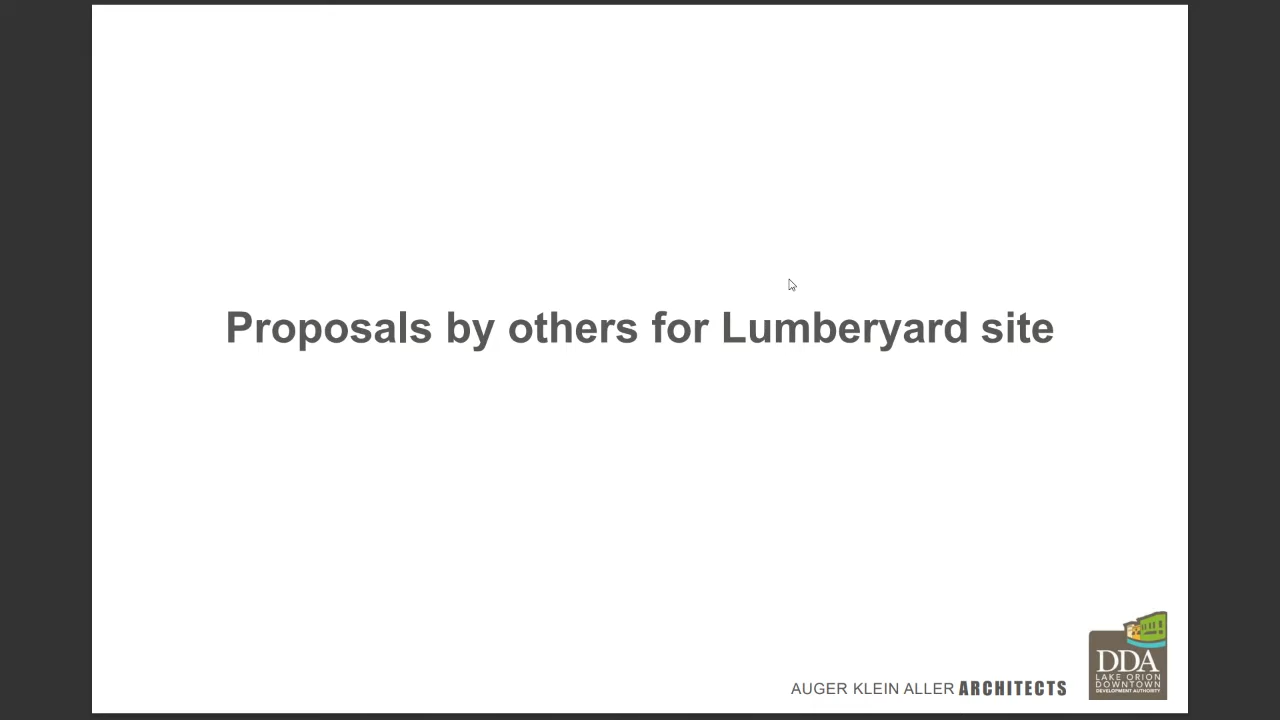 Proposals by others for Lumberyard site
AUGER KLEIN ALLER ARCHITECTS
DDA
LAKE ORION
DOWNTOWN
DEVELOPMENT AUTHORITY